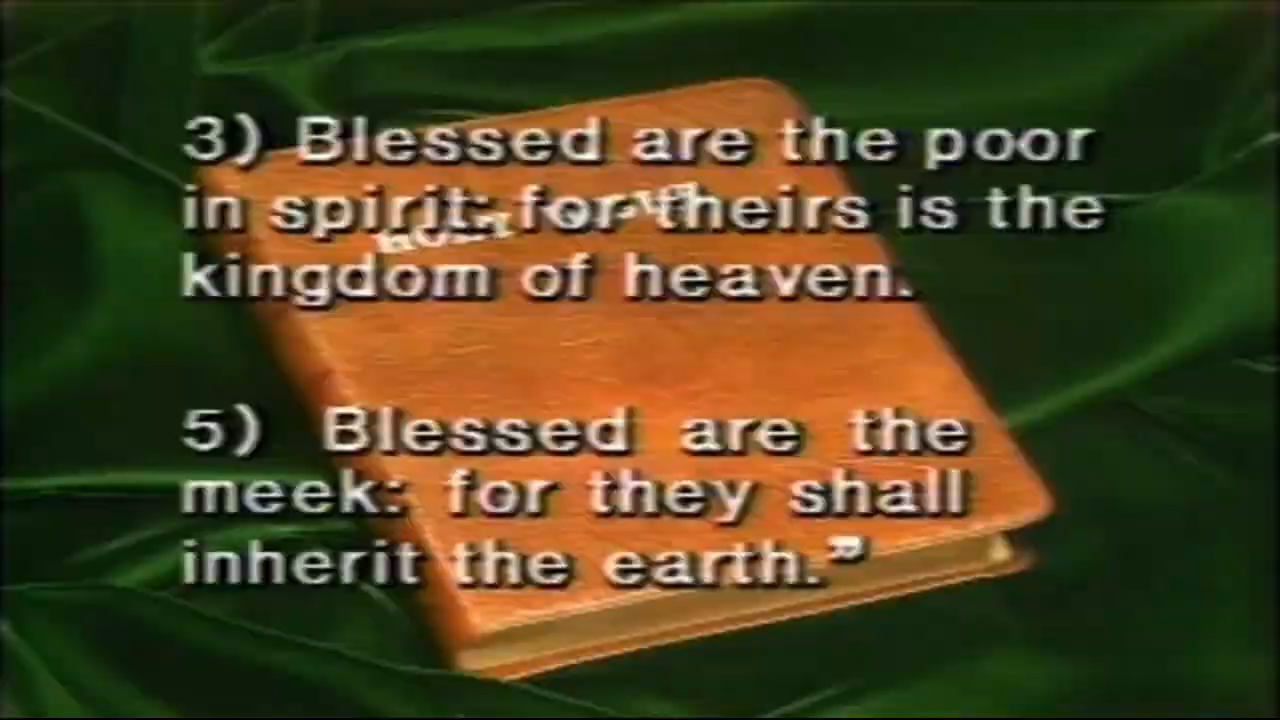 3) Blessed are the poor
in spirit: for theirs is the
kingdom of heaven.
5) Blessed are the
meek: for they shall
inherit the earth.”